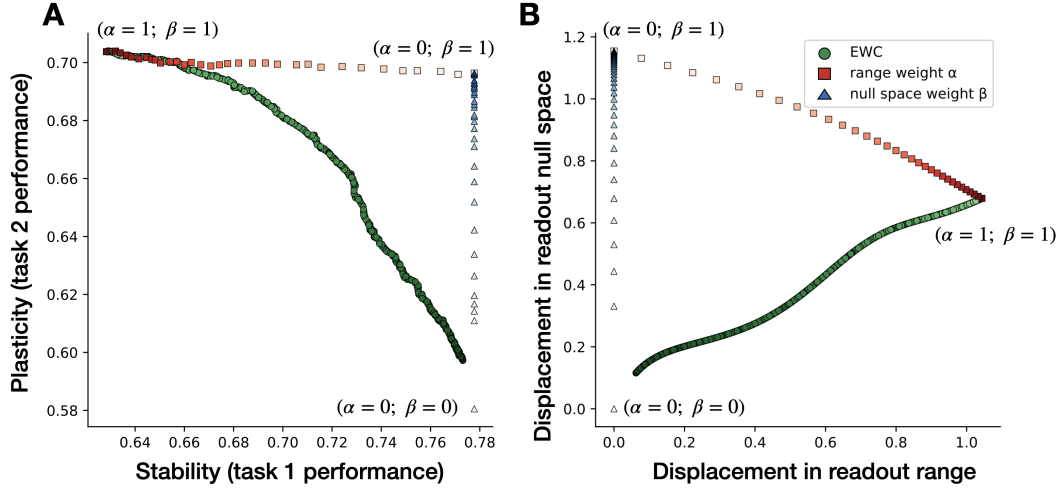 A
(α = 1; β = 1)
(α = 0; β = 1)
Plasticity (task 2 performance)
0.70
0.68
0.66
0.64
0.62
0.60
0.58
(α = 0; β = 0)
0.64 0.66 0.68 0.70 0.72 0.74 0.76 0.78
Stability (task 1 performance)
B
(α = 0; β = 1)
EWC
range weight α
null space weight β
Displacement in readout null space
1.2
1.0
0.8
0.6
0.4
0.2
0.0
(α = 1; β = 1)
(α = 0; β = 0)
0.0 0.2 0.4 0.6 0.8 1.0
Displacement in readout range